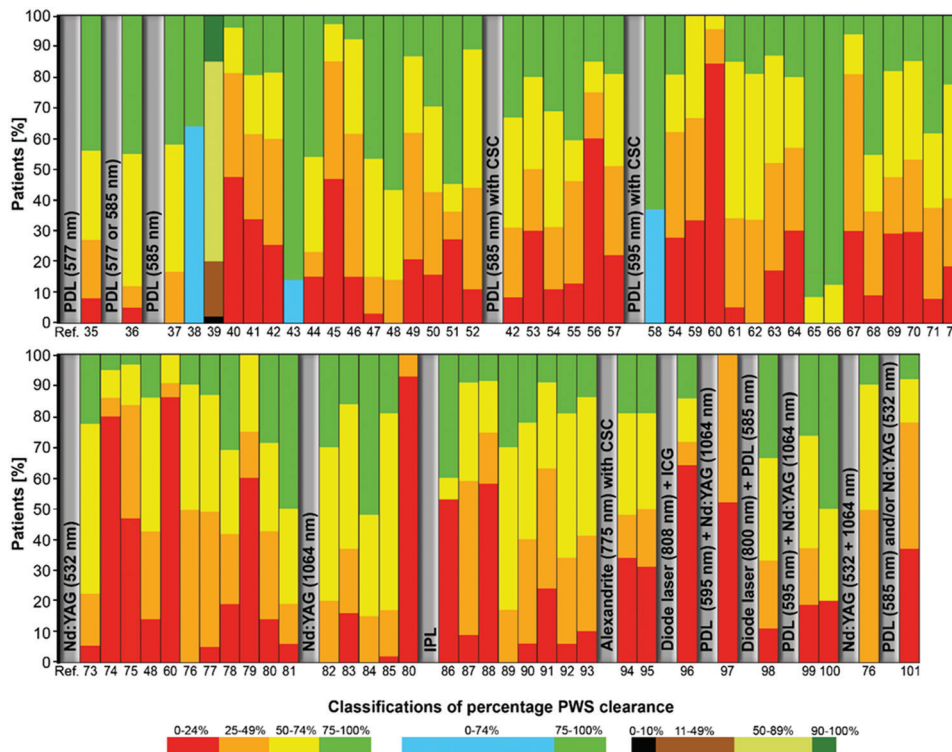 Patients [%]
100
90
80
70
60
50
40
30
20
10
0
PDL (577 nm)
PDL (577 or 585 nm)
PDL (585 nm)
PDL (585 nm) with CSC
PDL (595 nm) with CSC
Ref. 35 36 37 38 39 40 41 42 43 44 45 46 47 48 49 50 51 52 42 53 54 55 56 57 58 54 59 60 61 62 63 64 65 66 67 68 69 70 71
Patients [%]
100
90
80
70
60
50
40
30
20
10
0
Nd:YAG (532 nm)
Nd:YAG (1064 nm)
IPL
Alexandrite (775 nm) with CSC
Diode laser (808 nm) + ICG
PDL (595 nm) + Nd:YAG (1064 nm)
Diode laser (800 nm) + PDL (585 nm)
PDL (595 nm) + Nd:YAG (1064 nm)
Nd:YAG (532 + 1064 nm)
PDL (585 nm) and/or Nd:YAG (532 nm)
Ref. 73 74 75 48 60 76 77 78 79 80 81 82 83 84 85 80 86 87 88 89 90 91 92 93 94 95 96 97 98 99 100 76 101
Classifications of percentage PWS clearance
0-24% 25-49% 50-74% 75-100% 0-74% 75-100% 0-10% 11-49% 50-89% 90-100%